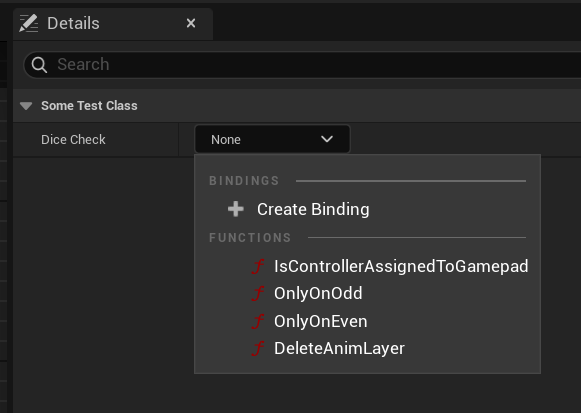 Details
Search
Some Test Class
Dice Check
None
BINDINGS
Create Binding
FUNCTIONS
IsControllerAssignedToGamepad
OnlyOnOdd
OnlyOnEven
DeleteAnimLayer